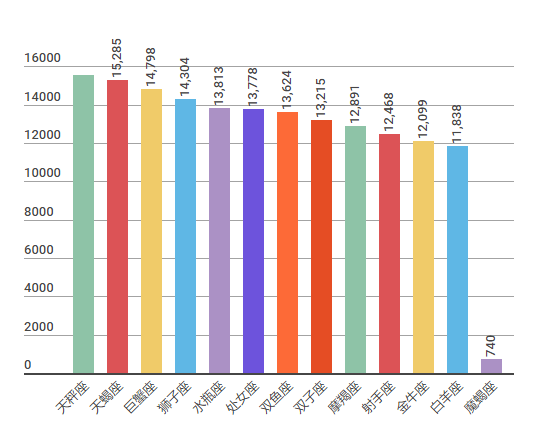 16000
14000
12000
10000
8000
6000
4000
2000
0
15,285
14,798
14,304
13,813
13,778
13,624
13,215
12,891
12,468
12,099
11,838
740
天秤座
天蝎座
巨蟹座
狮子座
水瓶座
处女座
双鱼座
双子座
摩羯座
射手座
金牛座
白羊座
魔蝎座